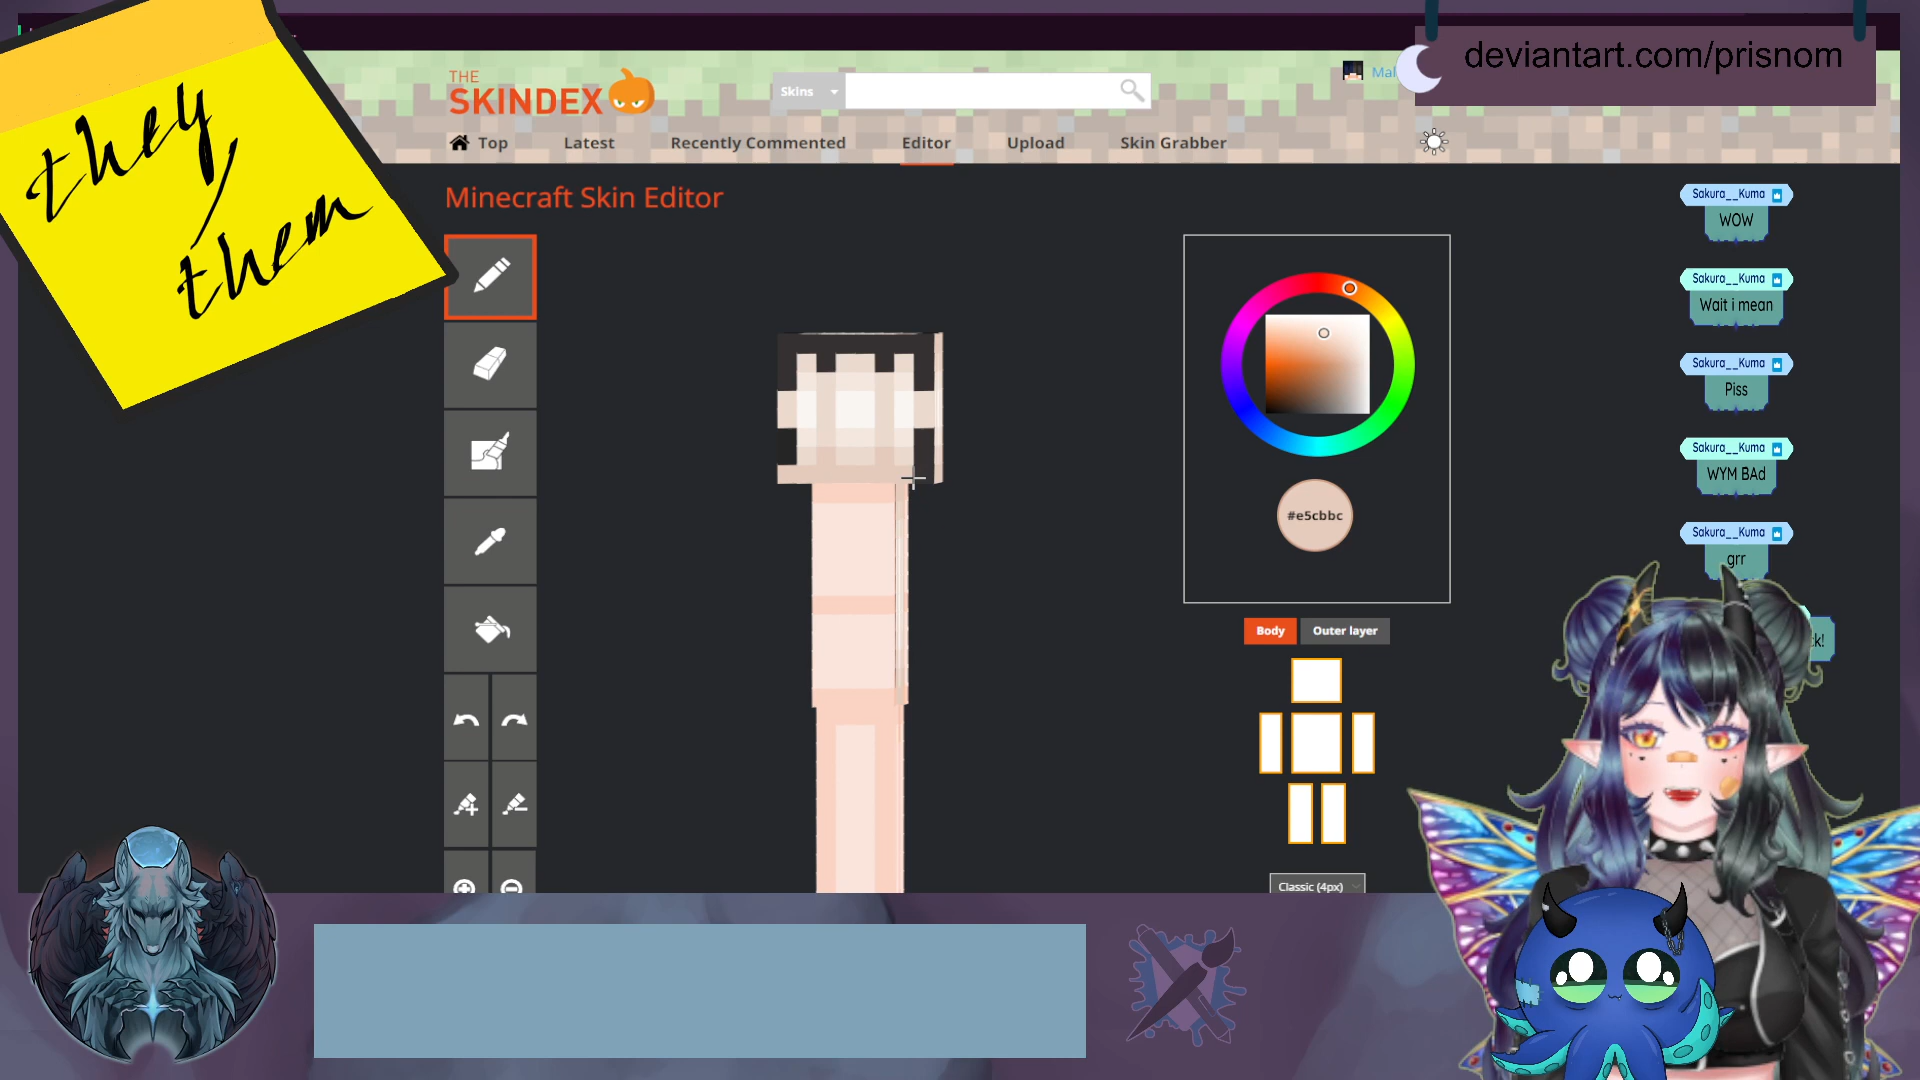 they
/
them
THE
SKINDEX
Skins
Mal
deviantart.com/prisnom
Top
Latest
Recently Commented
Editor
Upload
Skin Grabber
Minecraft Skin Editor
#e5cbbc
Body
Outer layer
Classic (4px)
Sakura__Kuma
WOW
Sakura__Kuma
Wait i mean
Sakura__Kuma
Piss
Sakura__Kuma
WYM BAd
Sakura__Kuma
grr
k!